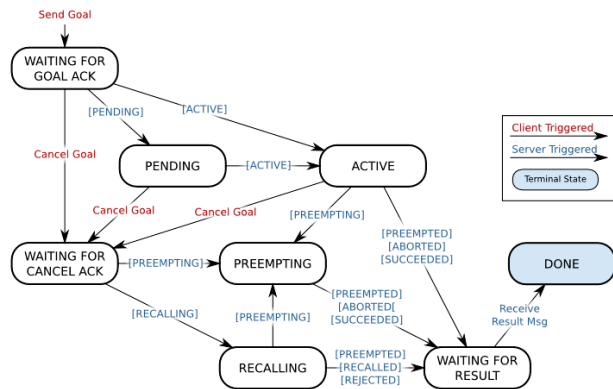 Send Goal
WAITING FOR
GOAL ACK
[PENDING]
[ACTIVE]
Client Triggered
Server Triggered
Terminal State
Cancel Goal
PENDING
[ACTIVE]
ACTIVE
Cancel Goal
Cancel Goal
[PREEMPTING]
[PREEMPTED]
[ABORTED]
[SUCCEEDED]
WAITING FOR
CANCEL ACK
[PREEMPTING]
PREEMPTING
DONE
[PREEMPTED]
[ABORTED[
[SUCCEEDED]
[RECALLING]
[PREEMPTING]
Receive
Result Msg
RECALLING
[PREEMPTED]
[RECALLED]
[REJECTED]
WAITING FOR
RESULT